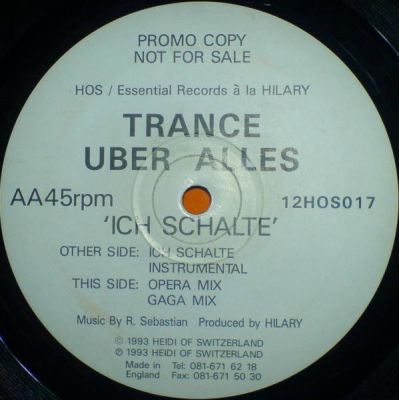 PROMO COPY
NOT FOR SALE
HOS / Essential Records à la HILARY
TRANCE
UBER ALLES
AA45rpm
12HOS017
'ICH SCHALTE'
OTHER SIDE: ICH SCHALTE
INSTRUMENTAL
THIS SIDE: OPERA MIX
GAGA MIX
Music By R. Sebastian Produced by HILARY
© 1993 HEIDI OF SWITZERLAND
℗ 1993 HEIDI OF SWITZERLAND
Made in Tel: 081-671 62 18
England Fax: 081-671 50 30